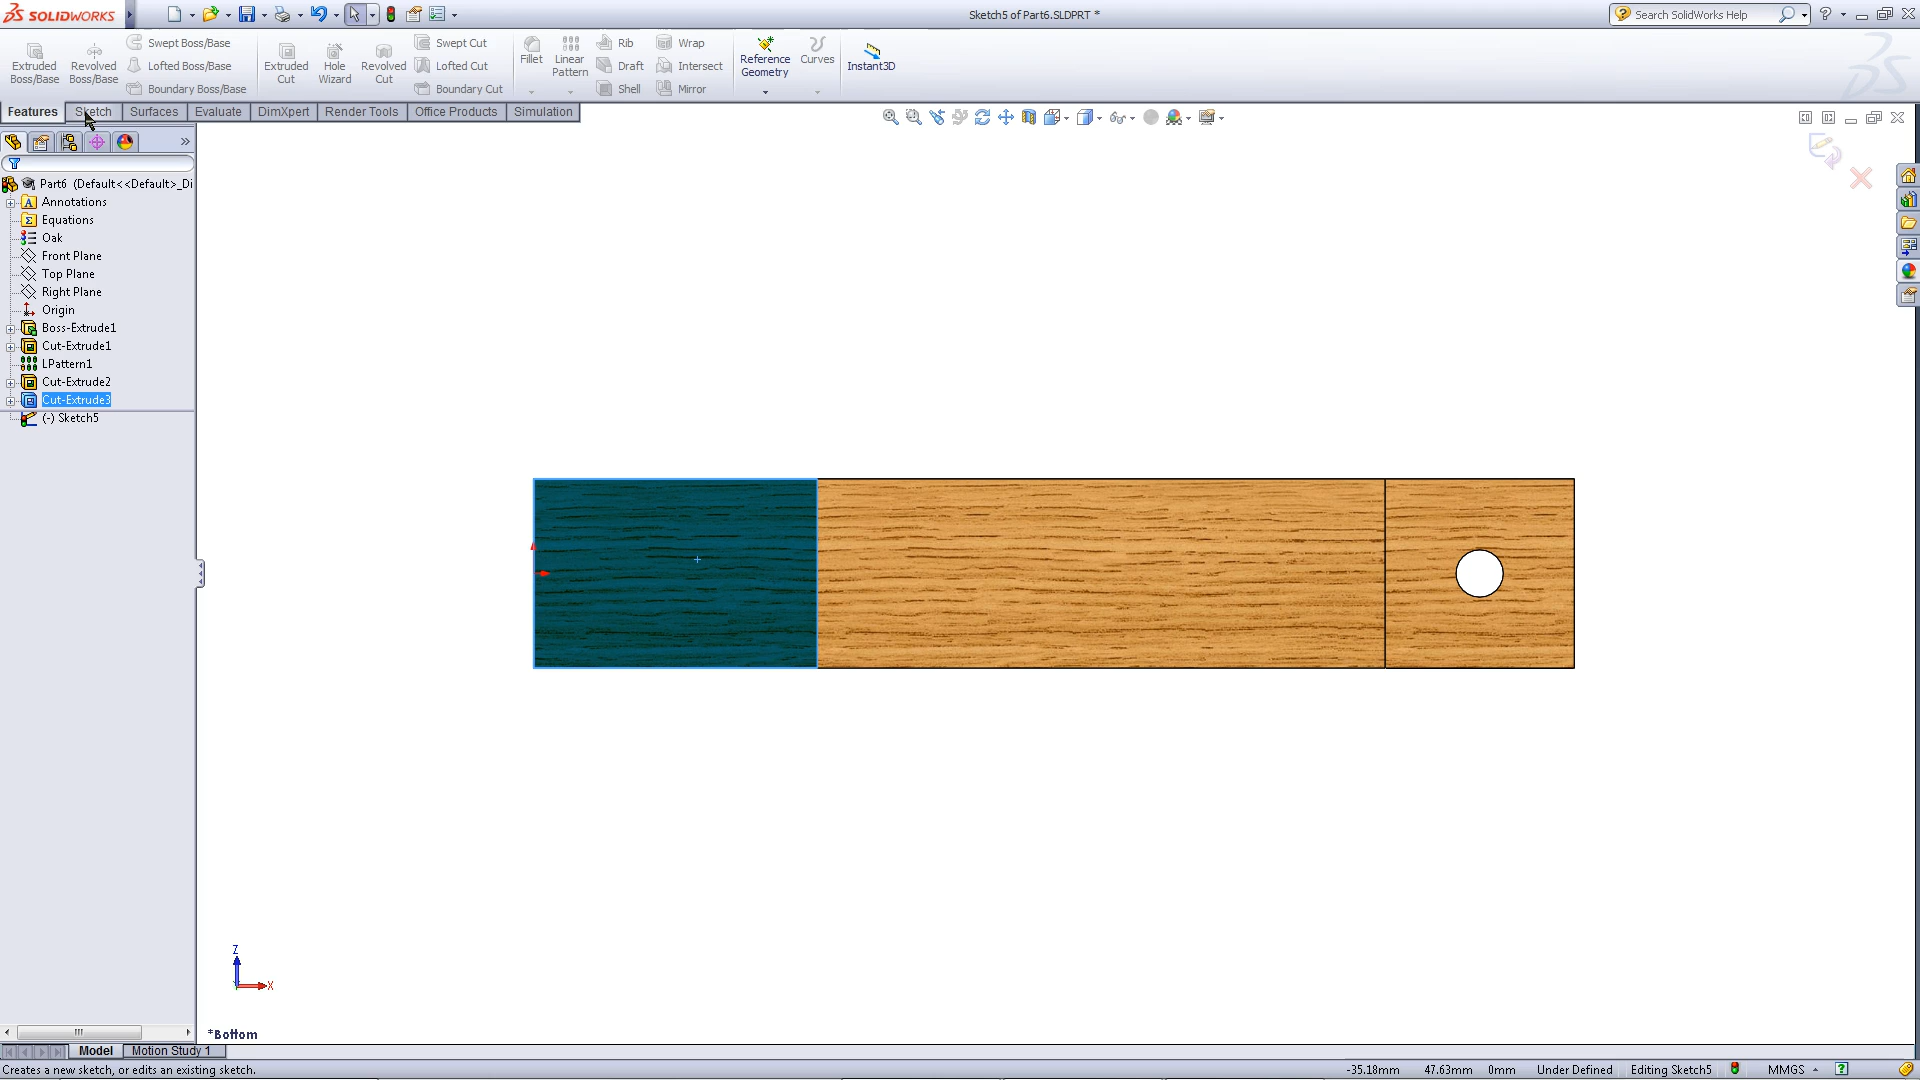 SOLIDWORKS
Sketch5 of Part6.SLDPRT *
Search SolidWorks Help
Extruded Boss/Base
Revolved Boss/Base
Swept Boss/Base
Lofted Boss/Base
Boundary Boss/Base
Extruded Cut
Hole Wizard
Revolved Cut
Swept Cut
Lofted Cut
Boundary Cut
Fillet
Linear Pattern
Rib
Draft
Shell
Wrap
Intersect
Mirror
Reference Geometry
Curves
Instant3D
Features
Sketch
Surfaces
Evaluate
DimXpert
Render Tools
Office Products
Simulation
Part6 (Default<<Default>_Di
Annotations
Equations
Oak
Front Plane
Top Plane
Right Plane
Origin
Boss-Extrude1
Cut-Extrude1
LPattern1
Cut-Extrude2
Cut-Extrude3
(-) Sketch5
Z
X
*Bottom
Model
Motion Study 1
Creates a new sketch, or edits an existing sketch.
-35.18mm
47.63mm
0mm
Under Defined
Editing Sketch5
MMGS